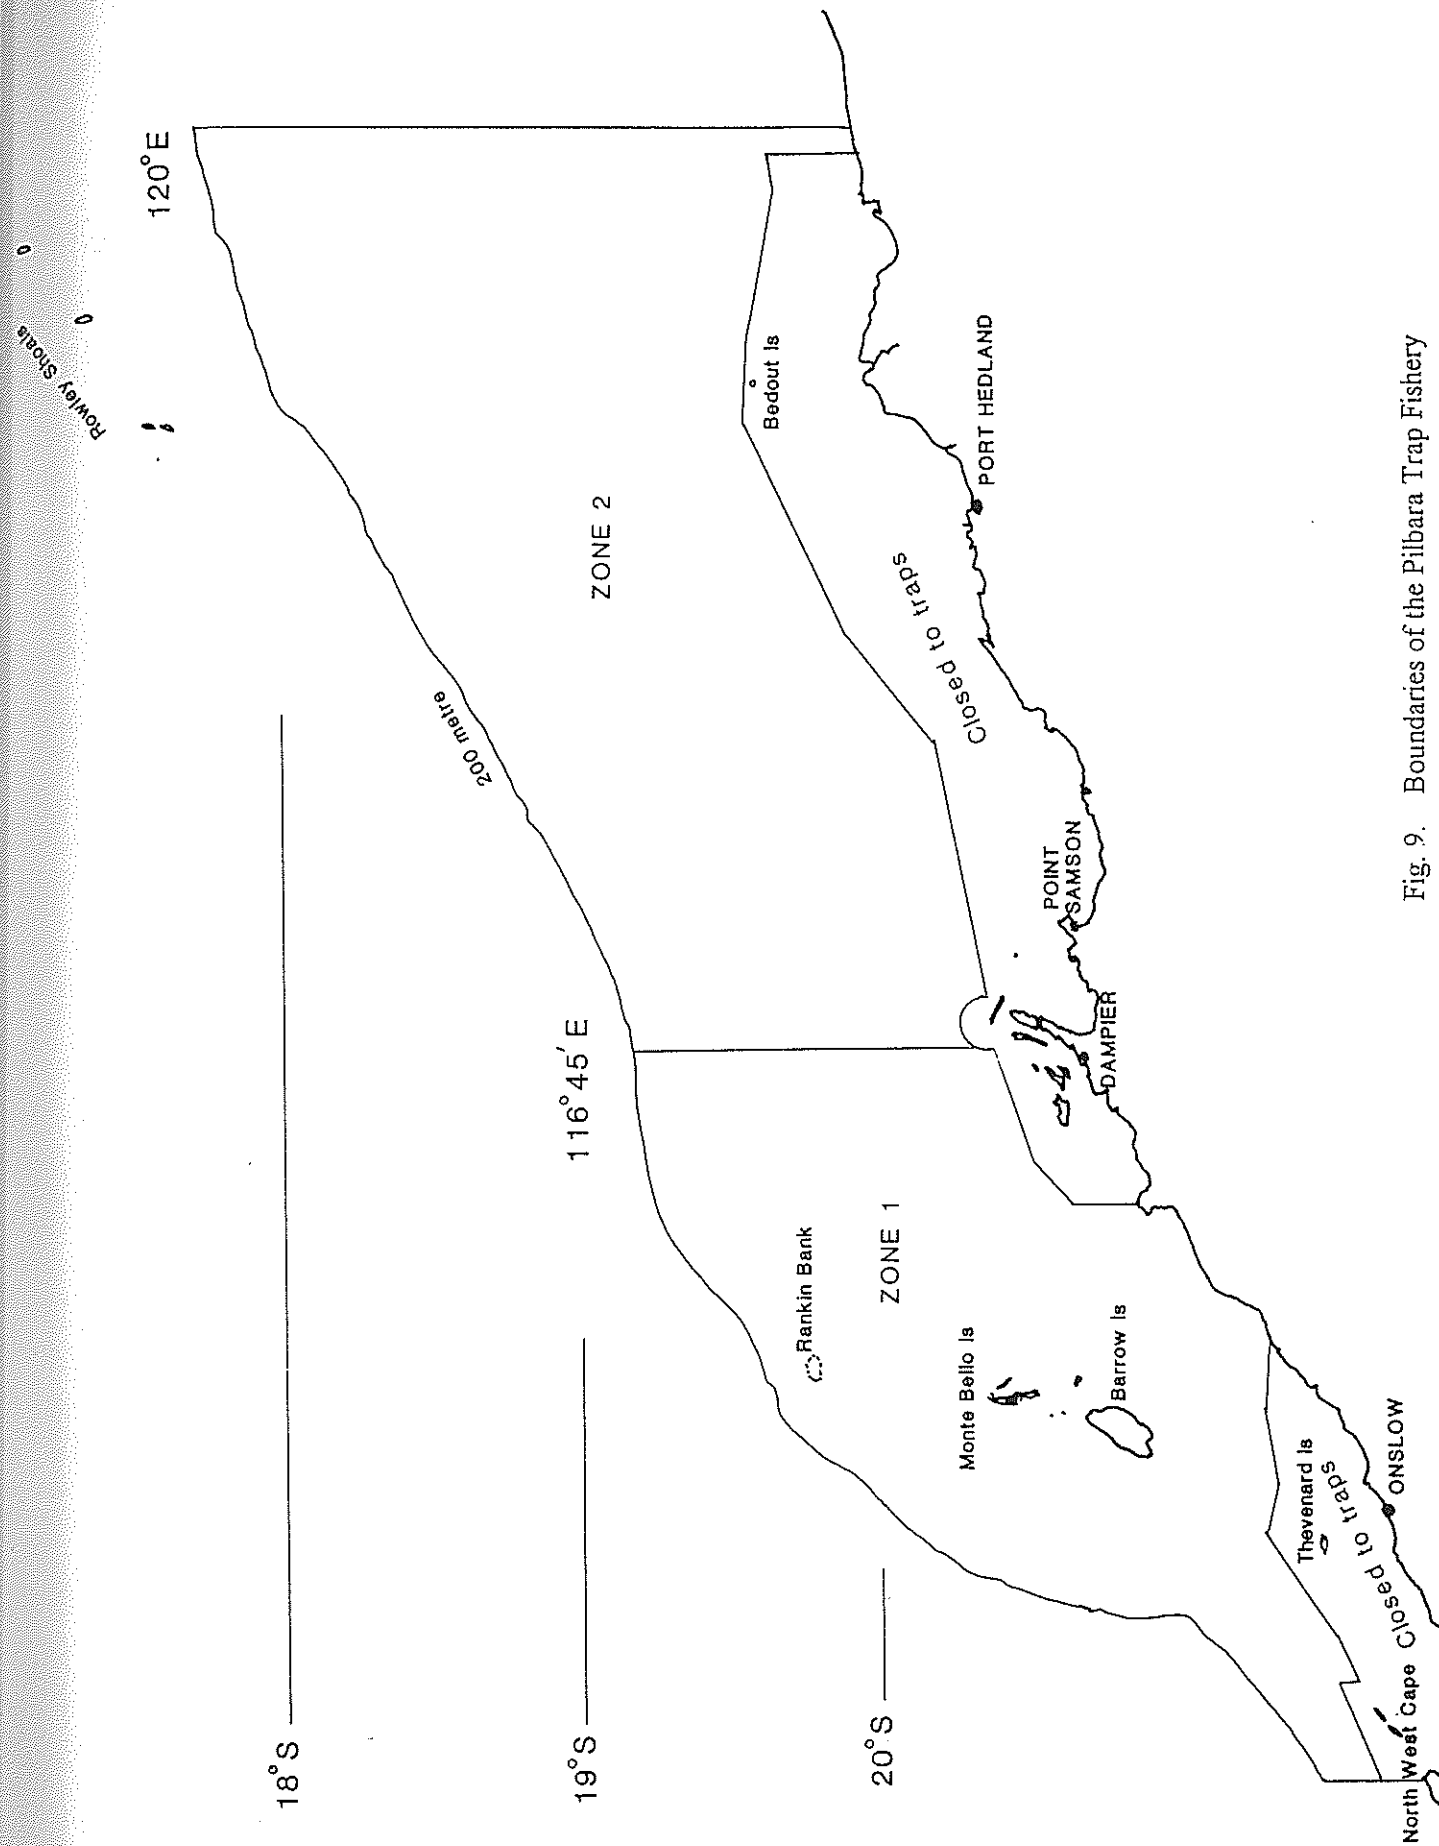 Rowley Shoals
120°E
200 metre
ZONE 2
Bedout Is
116°45'E
18°S
19°S
20°S
Rankin Bank
ZONE 1
Monte Bello Is
Barrow Is
Closed to traps
PORT HEDLAND
POINT
SAMSON
DAMPIER
Thevenard Is
Closed to traps
ONSLOW
North West Cape
Fig. 9. Boundaries of the Pilbara Trap Fishery